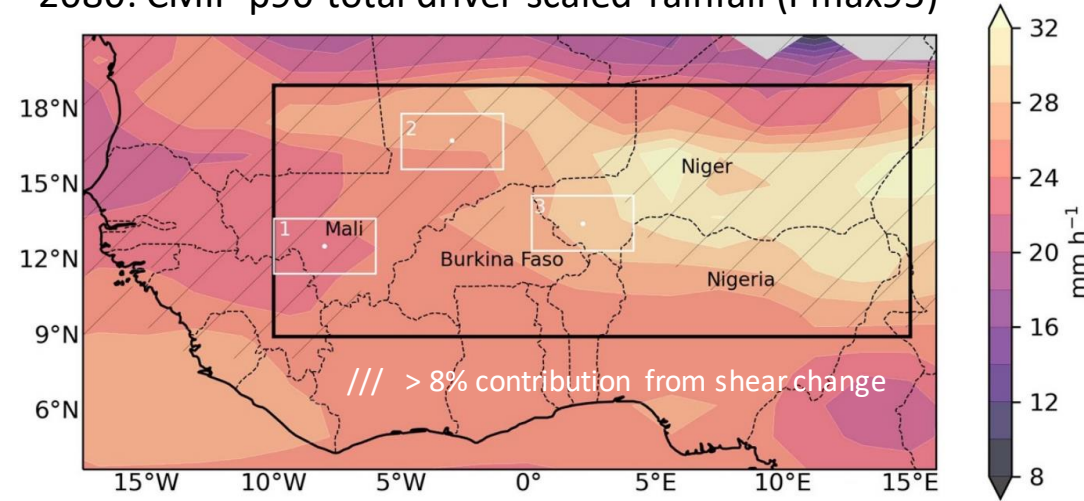 2080: CMIP p90 total driver-scaled-rainfall (Pmax95)
32
18°N
28
2
Niger
15°N
24
3
1 Mali
12°N
Burkina Faso
20
Nigeria
mm h⁻¹
9°N
16
/// > 8% contribution from shear change
6°N
12
15°W 10°W 5°W 0° 5°E 10°E 15°E
8